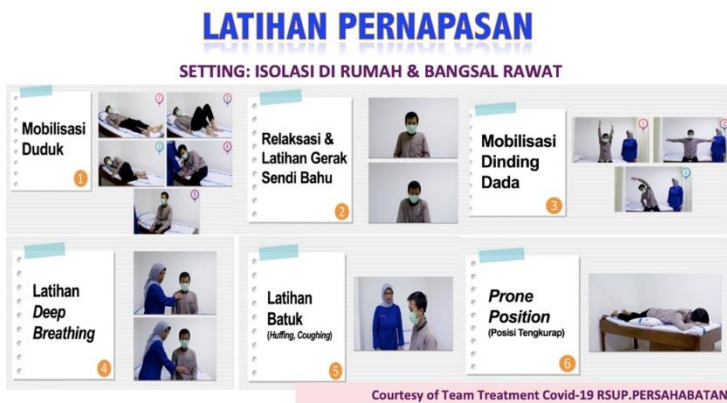 LATIHAN PERNAPASAN
SETTING: ISOLASI DI RUMAH & BANGSAL RAWAT
Mobilisasi
Duduk
1
Relaksasi &
Latihan Gerak
Sendi Bahu
2
Mobilisasi
Dinding
Dada
3
Latihan
Deep
Breathing
4
Latihan
Batuk
(Huffing, Coughing)
5
Prone
Position
(Posisi Tengkurap)
6
Courtesy of Team Treatment Covid-19 RSUP.PERSAHABATAN